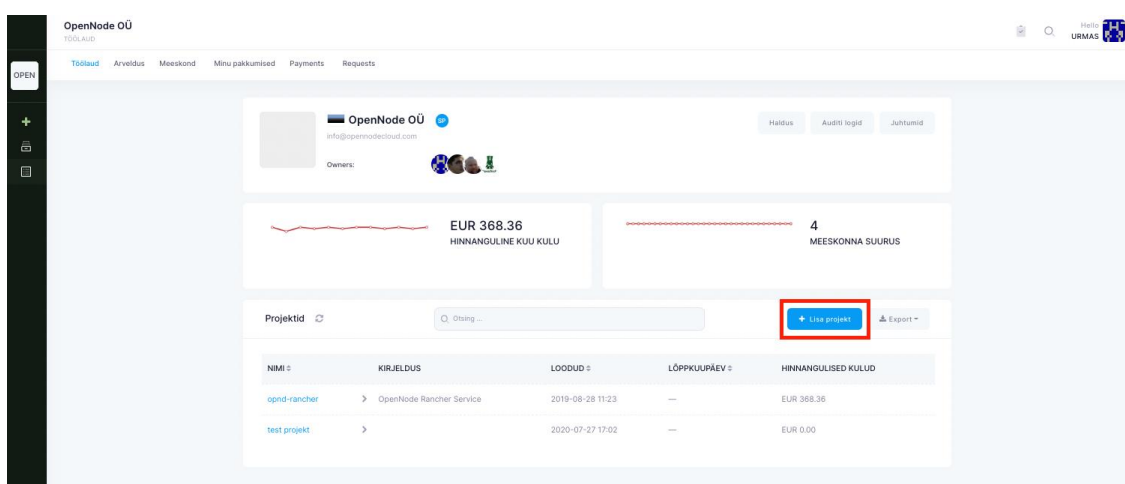 OpenNode OÜ
TÖÖLAUD
Hello
URMAS
Töölaud Arveldus Meeskond Minu pakkumised Payments Requests
OPEN
OpenNode OÜ SP
info@opennodecloud.com
Haldus Auditi logid Juhtumid
Owners:
EUR 368.36
HINNANGULINE KUU KULU
4
MEESKONNA SUURUS
Projektid Otsing ... + Lisa projekt Export
NIMI KIRJELDUS LOODUD LÕPPKUUPÄEV HINNANGULISED KULUD
opnd-rancher > OpenNode Rancher Service 2019-08-28 11:23 — EUR 368.36
test projekt > 2020-07-27 17:02 — EUR 0.00